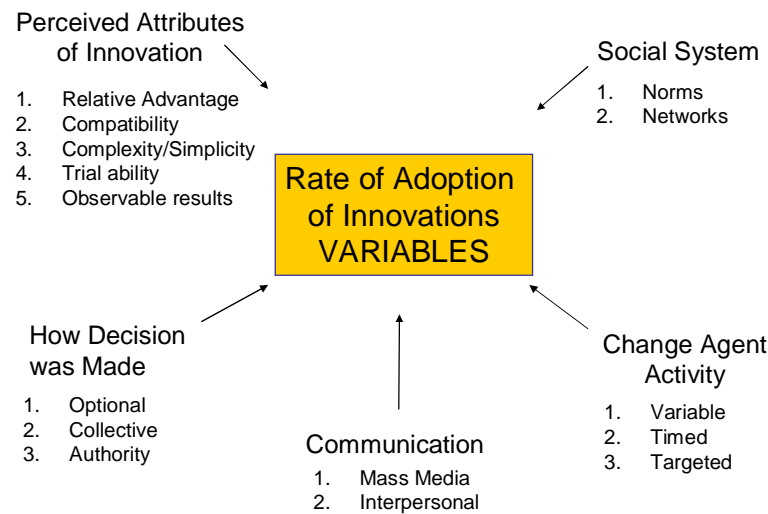 Perceived Attributes
of Innovation
1. Relative Advantage
2. Compatibility
3. Complexity/Simplicity
4. Trial ability
5. Observable results
Social System
1. Norms
2. Networks
Rate of Adoption
of Innovations
VARIABLES
How Decision
was Made
1. Optional
2. Collective
3. Authority
Communication
1. Mass Media
2. Interpersonal
Change Agent
Activity
1. Variable
2. Timed
3. Targeted